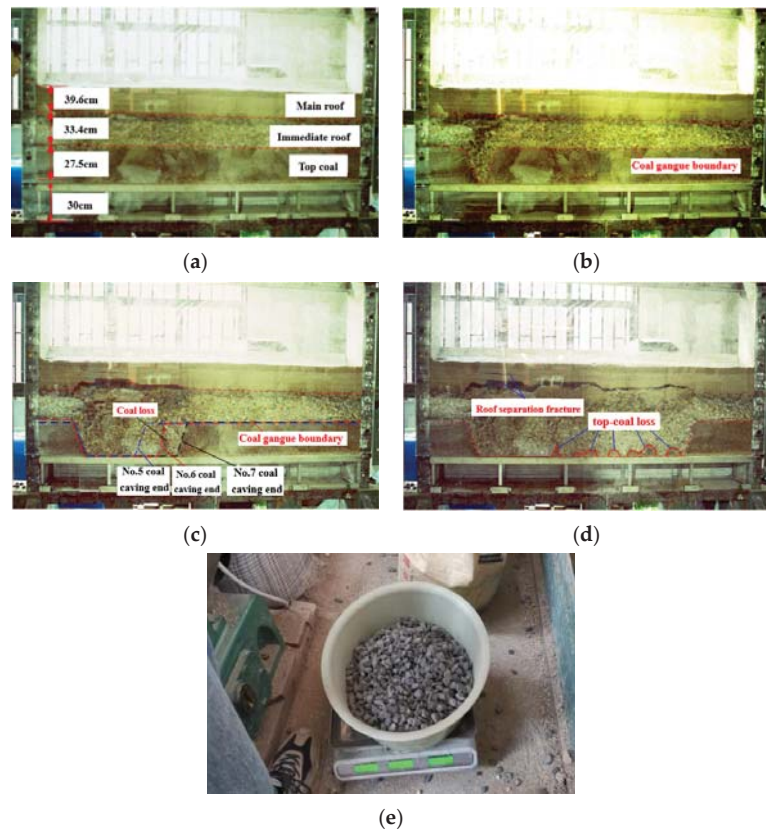 39.6cm
Main roof
33.4cm
Immediate roof
27.5cm
Top coal
30cm
(a)
Coal gangue boundary
(b)
Coal loss
Coal gangue boundary
No.5 coal
caving end
No.6 coal
caving end
No.7 coal
caving end
(c)
Roof separation fracture
top-coal loss
(d)
(e)